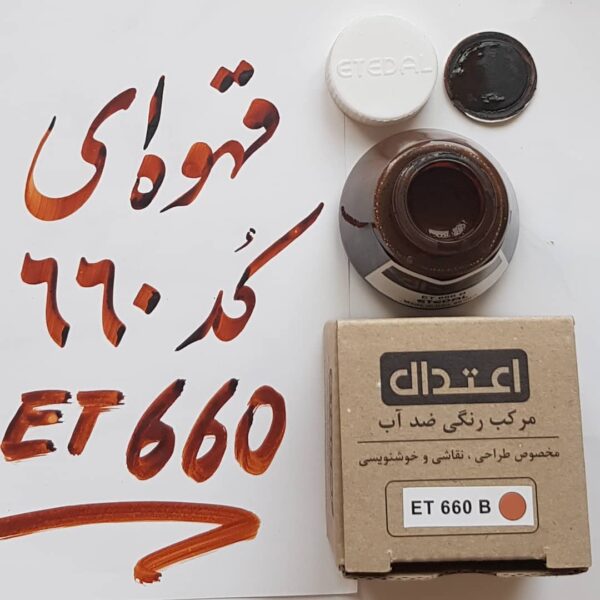 قهوه‌ای
کُد
۶۶۰
ET 660
ETEDAL
ET 660 B
ETEDAL
اعتدال
مرکب رنگی ضد آب
مخصوص طراحی ، نقاشی و خوشنویسی
ET 660 B